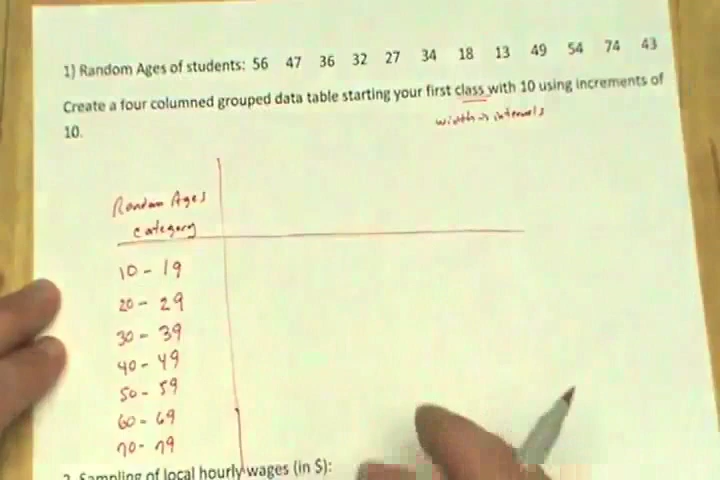 1) Random Ages of students: 56 47 36 32 27 34 18 13 49 54 74 43
Create a four columned grouped data table starting your first class with 10 using increments of
10.
width → intervals
Random Ages
Category
10 - 19
20 - 29
30 - 39
40 - 49
50 - 59
60 - 69
70 - 79
2. Sampling of local hourly wages (in $):